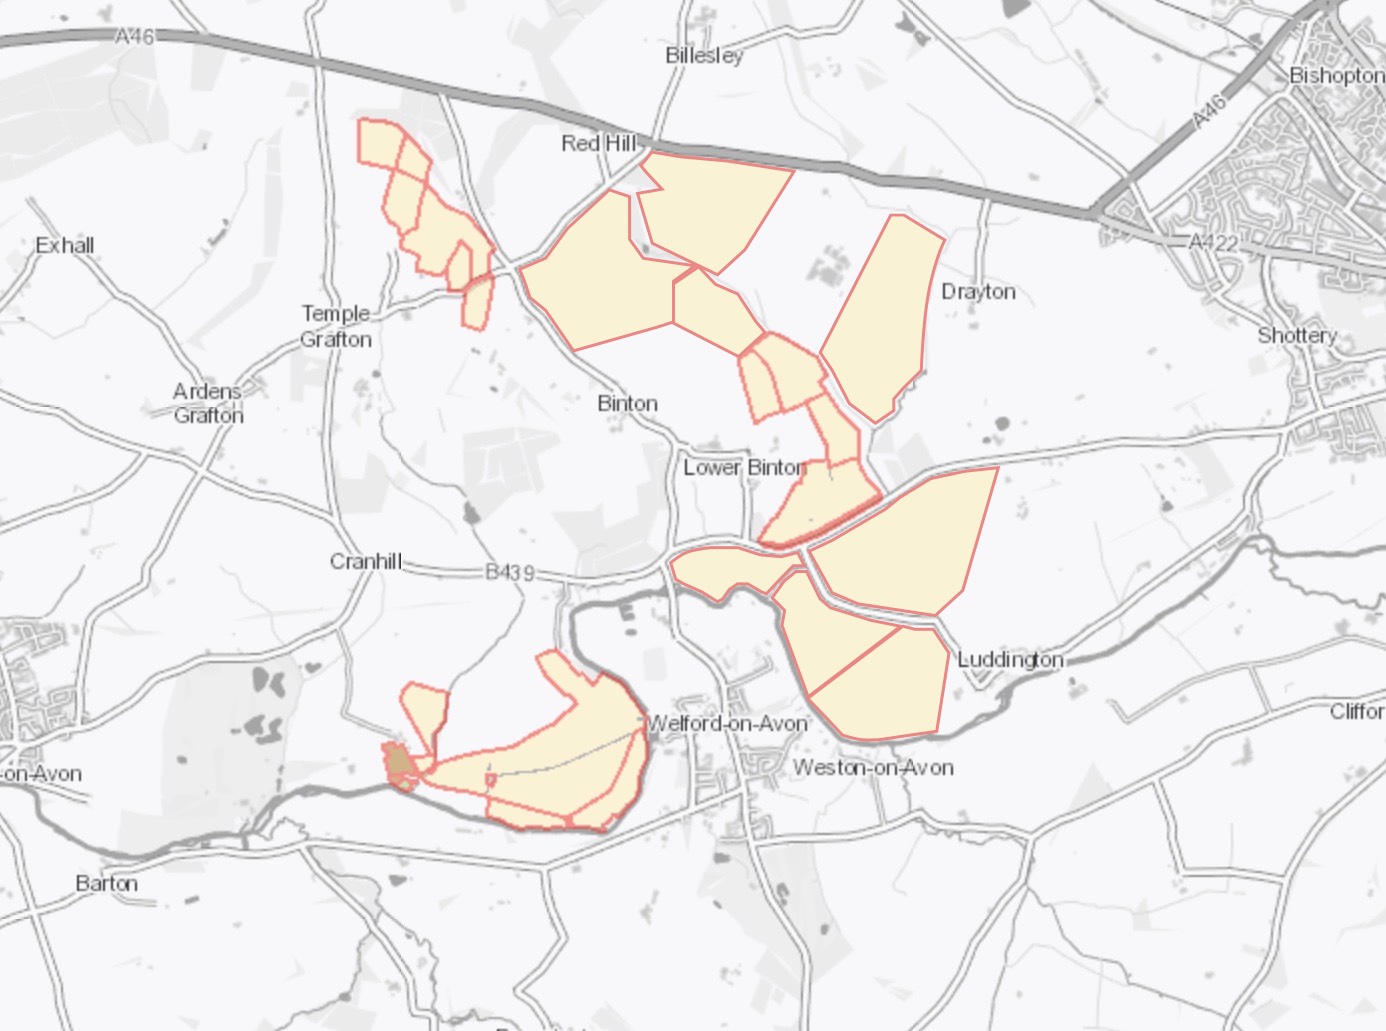 A46
Billesley
Bishopton
A46
Red Hill
Exhall
A422
Drayton
Temple
Grafton
Shottery
Ardens
Grafton
Binton
Lower Binton
Cranhill
B439
Luddington
Welford-on-Avon
Cliffor
-on-Avon
Weston-on-Avon
Barton